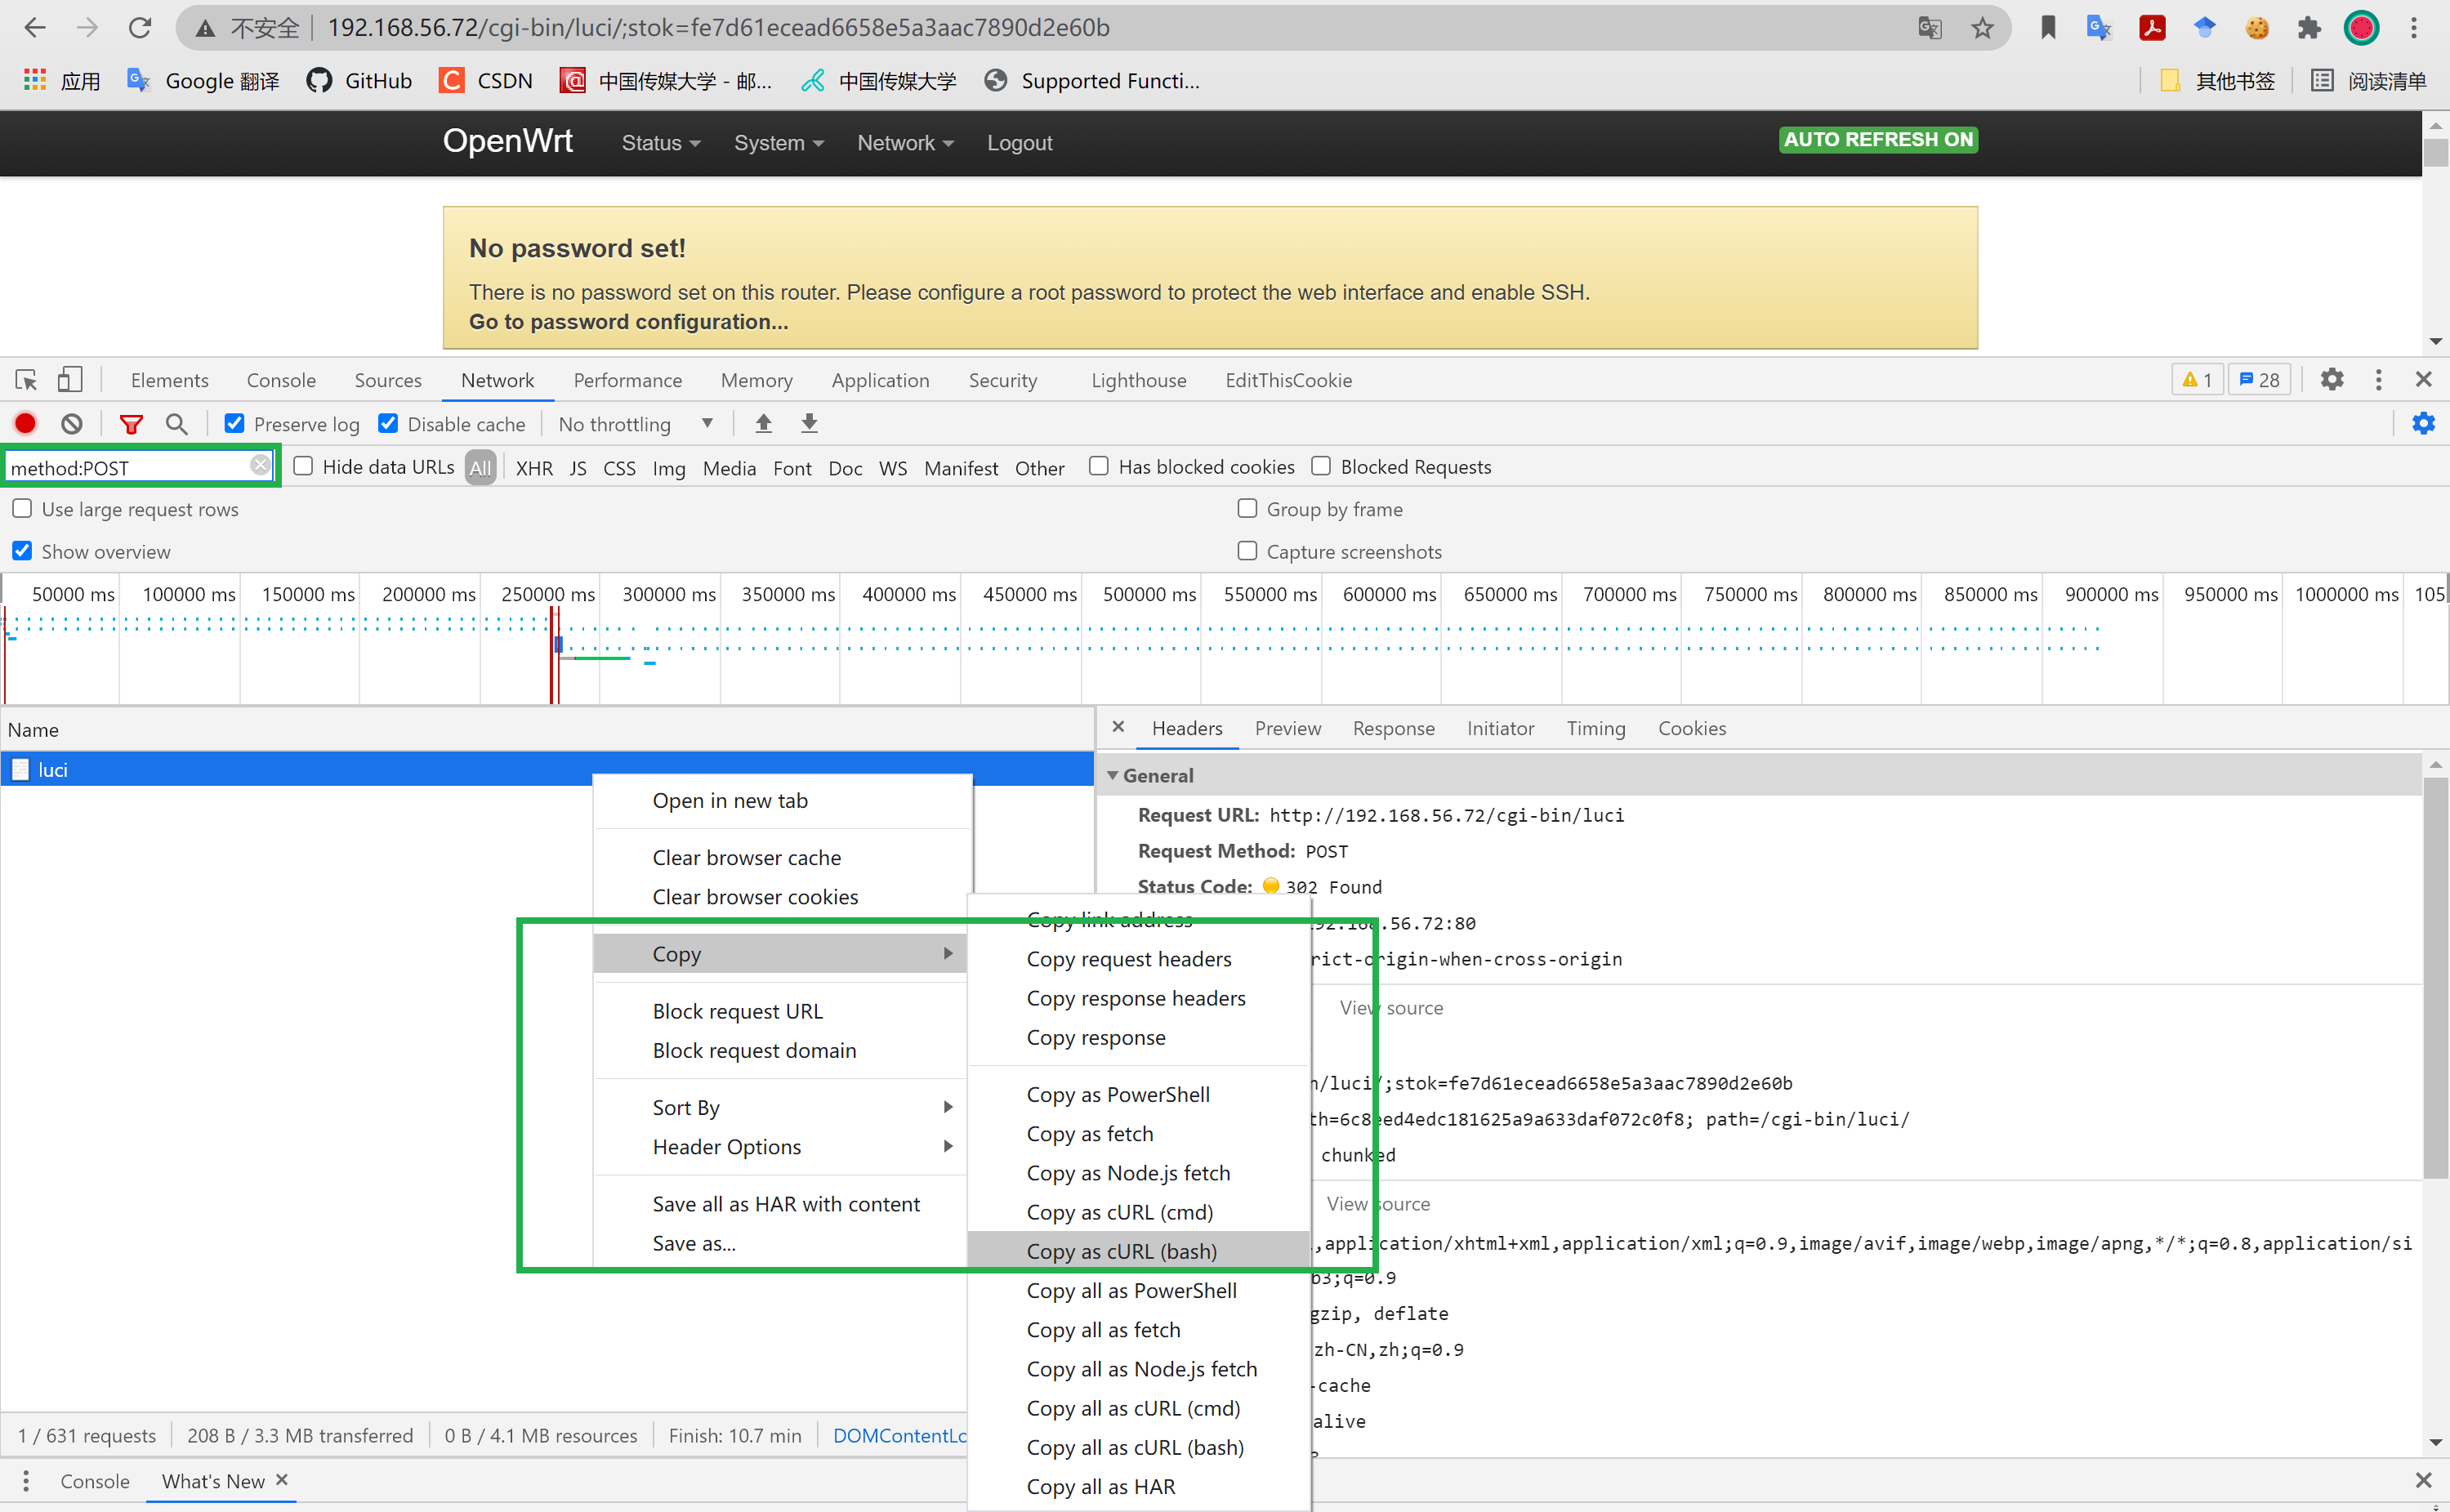 不安全 | 192.168.56.72/cgi-bin/luci/;stok=fe7d61ecead6658e5a3aac7890d2e60b
应用 Google 翻译 GitHub CSDN 中国传媒大学 - 邮... 中国传媒大学 Supported Functi... 其他书签 阅读清单
OpenWrt Status System Network Logout AUTO REFRESH ON
No password set!
There is no password set on this router. Please configure a root password to protect the web interface and enable SSH.
Go to password configuration...
Elements Console Sources Network Performance Memory Application Security Lighthouse EditThisCookie 1 28
Preserve log Disable cache No throttling
method:POST Hide data URLs All XHR JS CSS Img Media Font Doc WS Manifest Other Has blocked cookies Blocked Requests
Use large request rows Group by frame
Show overview Capture screenshots
50000 ms 100000 ms 150000 ms 200000 ms 250000 ms 300000 ms 350000 ms 400000 ms 450000 ms 500000 ms 550000 ms 600000 ms 650000 ms 700000 ms 750000 ms 800000 ms 850000 ms 900000 ms 950000 ms 1000000 ms 105
Name
luci
Open in new tab
Clear browser cache
Clear browser cookies
Copy
Block request URL
Block request domain
Sort By
Header Options
Save all as HAR with content
Save as...
Copy link address
Copy request headers
Copy response headers
Copy response
Copy as PowerShell
Copy as fetch
Copy as Node.js fetch
Copy as cURL (cmd)
Copy as cURL (bash)
Copy all as PowerShell
Copy all as fetch
Copy all as Node.js fetch
Copy all as cURL (cmd)
Copy all as cURL (bash)
Copy all as HAR
Headers Preview Response Initiator Timing Cookies
General
Request URL: http://192.168.56.72/cgi-bin/luci
Request Method: POST
Status Code: 302 Found
92.168.56.72:80
rict-origin-when-cross-origin
View source
n/luci/;stok=fe7d61ecead6658e5a3aac7890d2e60b
th=6c8eed4edc181625a9a633daf072c0f8; path=/cgi-bin/luci/
chunked
View source
,application/xhtml+xml,application/xml;q=0.9,image/avif,image/webp,image/apng,*/*;q=0.8,application/si
b3;q=0.9
gzip, deflate
zh-CN,zh;q=0.9
-cache
alive
1 / 631 requests 208 B / 3.3 MB transferred 0 B / 4.1 MB resources Finish: 10.7 min DOMContentLo
Console What's New